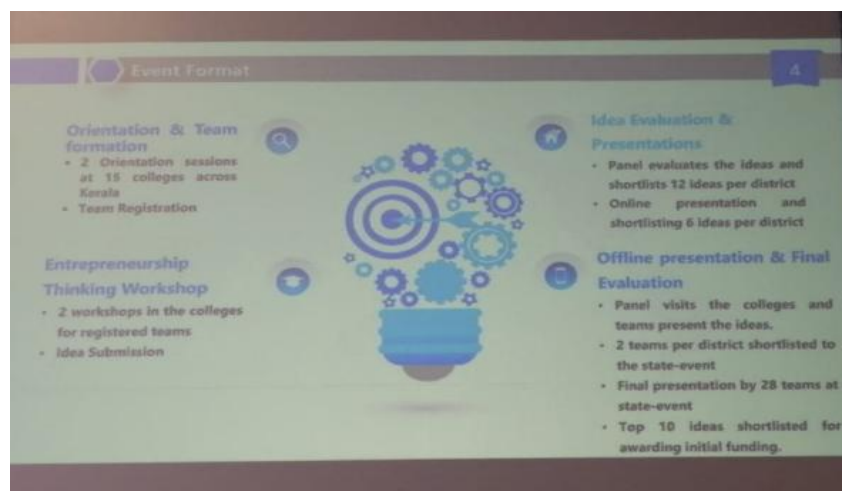 Event Format
4
Orientation & Team
formation
• 2 Orientation sessions
at 15 colleges across
Kerala
• Team Registration
Entrepreneurship
Thinking Workshop
• 2 workshops in the colleges
for registered teams
• Idea Submission
Idea Evaluation &
Presentations
• Panel evaluates the ideas and
shortlists 12 ideas per district
• Online presentation and
shortlisting 6 ideas per district
Offline presentation & Final
Evaluation
• Panel visits the colleges and
teams present the ideas.
• 2 teams per district shortlisted to
the state-event
• Final presentation by 28 teams at
state-event
• Top 10 ideas shortlisted for
awarding initial funding.